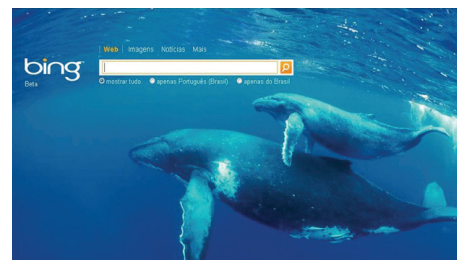 Web Imagens Notícias Mais
bing
Beta
mostrar tudo apenas Português (Brasil) apenas do Brasil